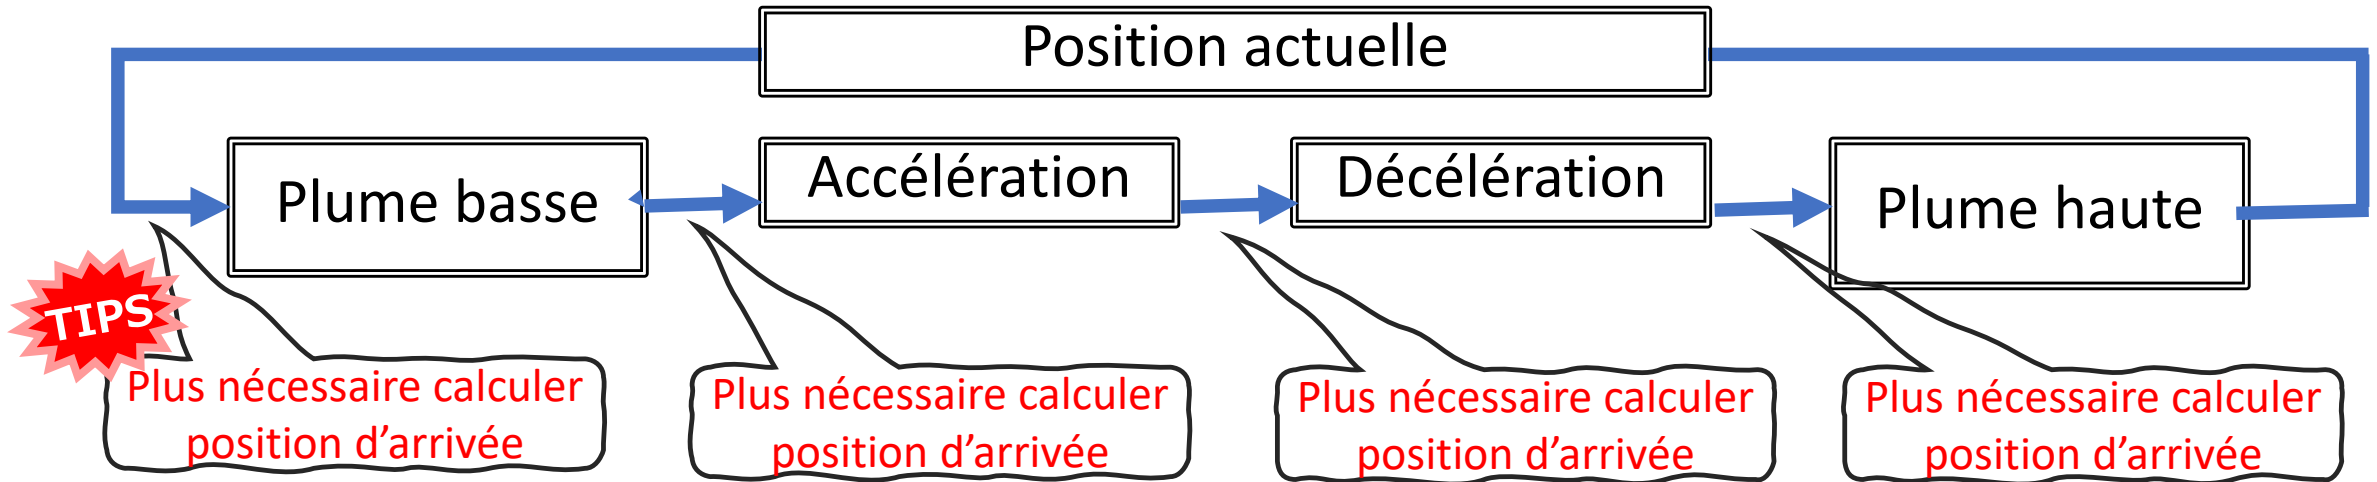 Position actuelle
Plume basse
Accélération
Décélération
Plume haute
TIPS
Plus nécessaire calculer
position d’arrivée
Plus nécessaire calculer
position d’arrivée
Plus nécessaire calculer
position d’arrivée
Plus nécessaire calculer
position d’arrivée